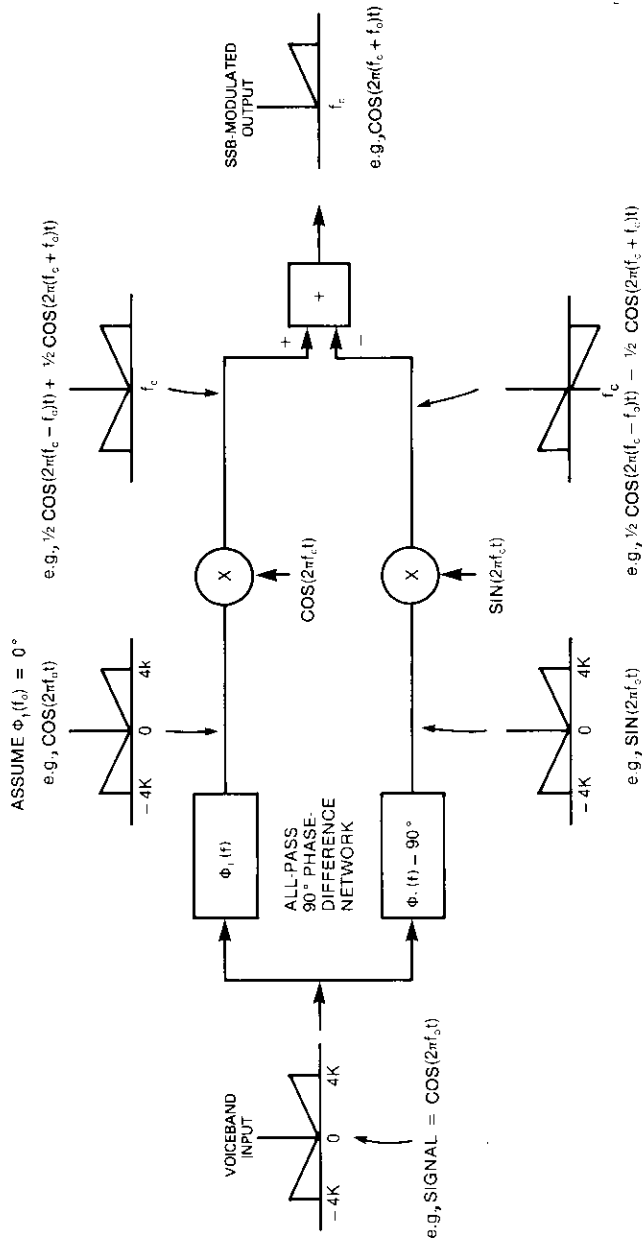 VOICEBAND
INPUT
− 4K
0
4K
e.g., SIGNAL = COS(2πf₀t)
ASSUME Φ₁(f₀) = 0°
e.g., COS(2πf₀t)
− 4K
0
4k
Φ₁(f)
ALL-PASS
90° PHASE-
DIFFERENCE
NETWORK
Φ₁(f) − 90°
− 4K
0
4K
e.g., SIN(2πf₀t)
X
COS(2πf꜀t)
X
SIN(2πf꜀t)
e.g., ½ COS(2π(f꜀ − f₀)t) + ½ COS(2π(f꜀ + f₀)t)
f꜀
+
+
−
f꜀
e.g., ½ COS(2π(f꜀ − f₀)t) − ½ COS(2π(f꜀ + f₀)t)
SSB-MODULATED
OUTPUT
f꜀
e.g., COS(2π(f꜀ + f₀)t)